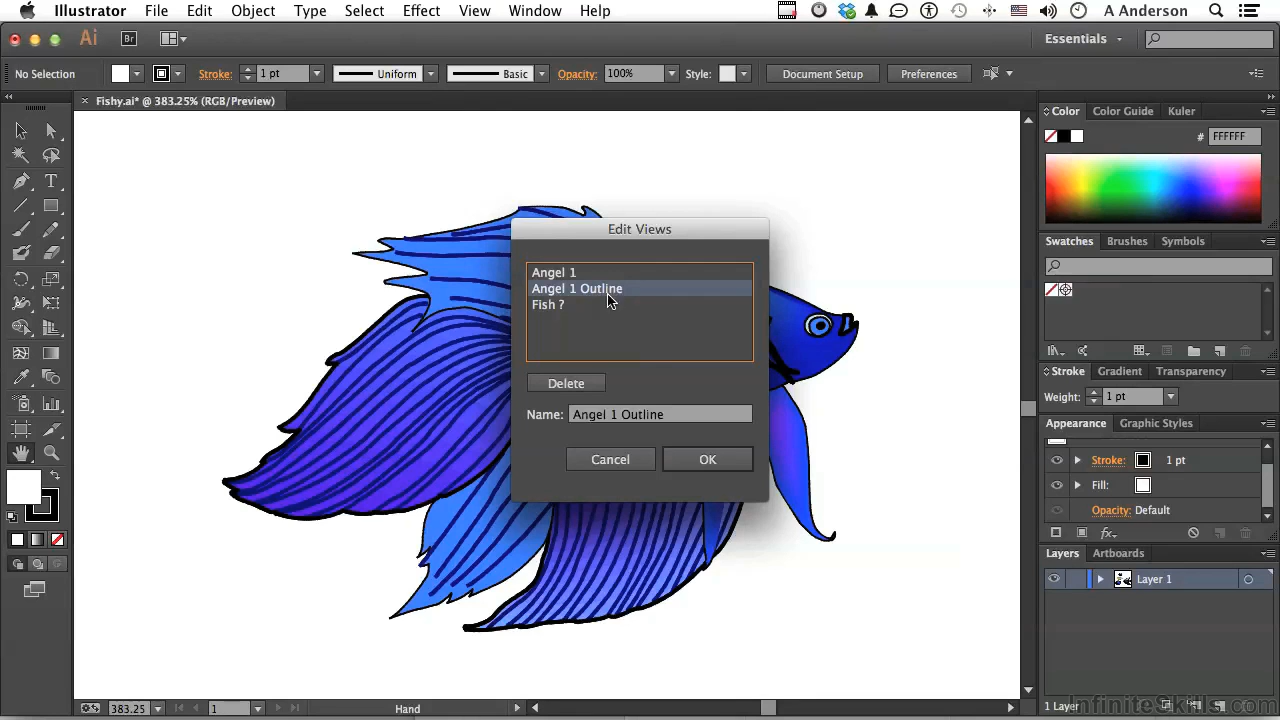 Illustrator File Edit Object Type Select Effect View Window Help A Anderson
Ai Br Essentials
No Selection Stroke: 1 pt Uniform Basic Opacity: 100% Style: Document Setup Preferences
× Fishy.ai* @ 383.25% (RGB/Preview)
Color Color Guide Kuler
# FFFFFF
Swatches Brushes Symbols
Edit Views
Angel 1
Angel 1 Outline
Fish ?
Delete
Name: Angel 1 Outline
Cancel OK
Stroke Gradient Transparency
Weight: 1 pt
Appearance Graphic Styles
Stroke: 1 pt
Fill:
Opacity: Default
fx
Layers Artboards
Layer 1
383.25 1 Hand
1 Layer
InfiniteSkills.com